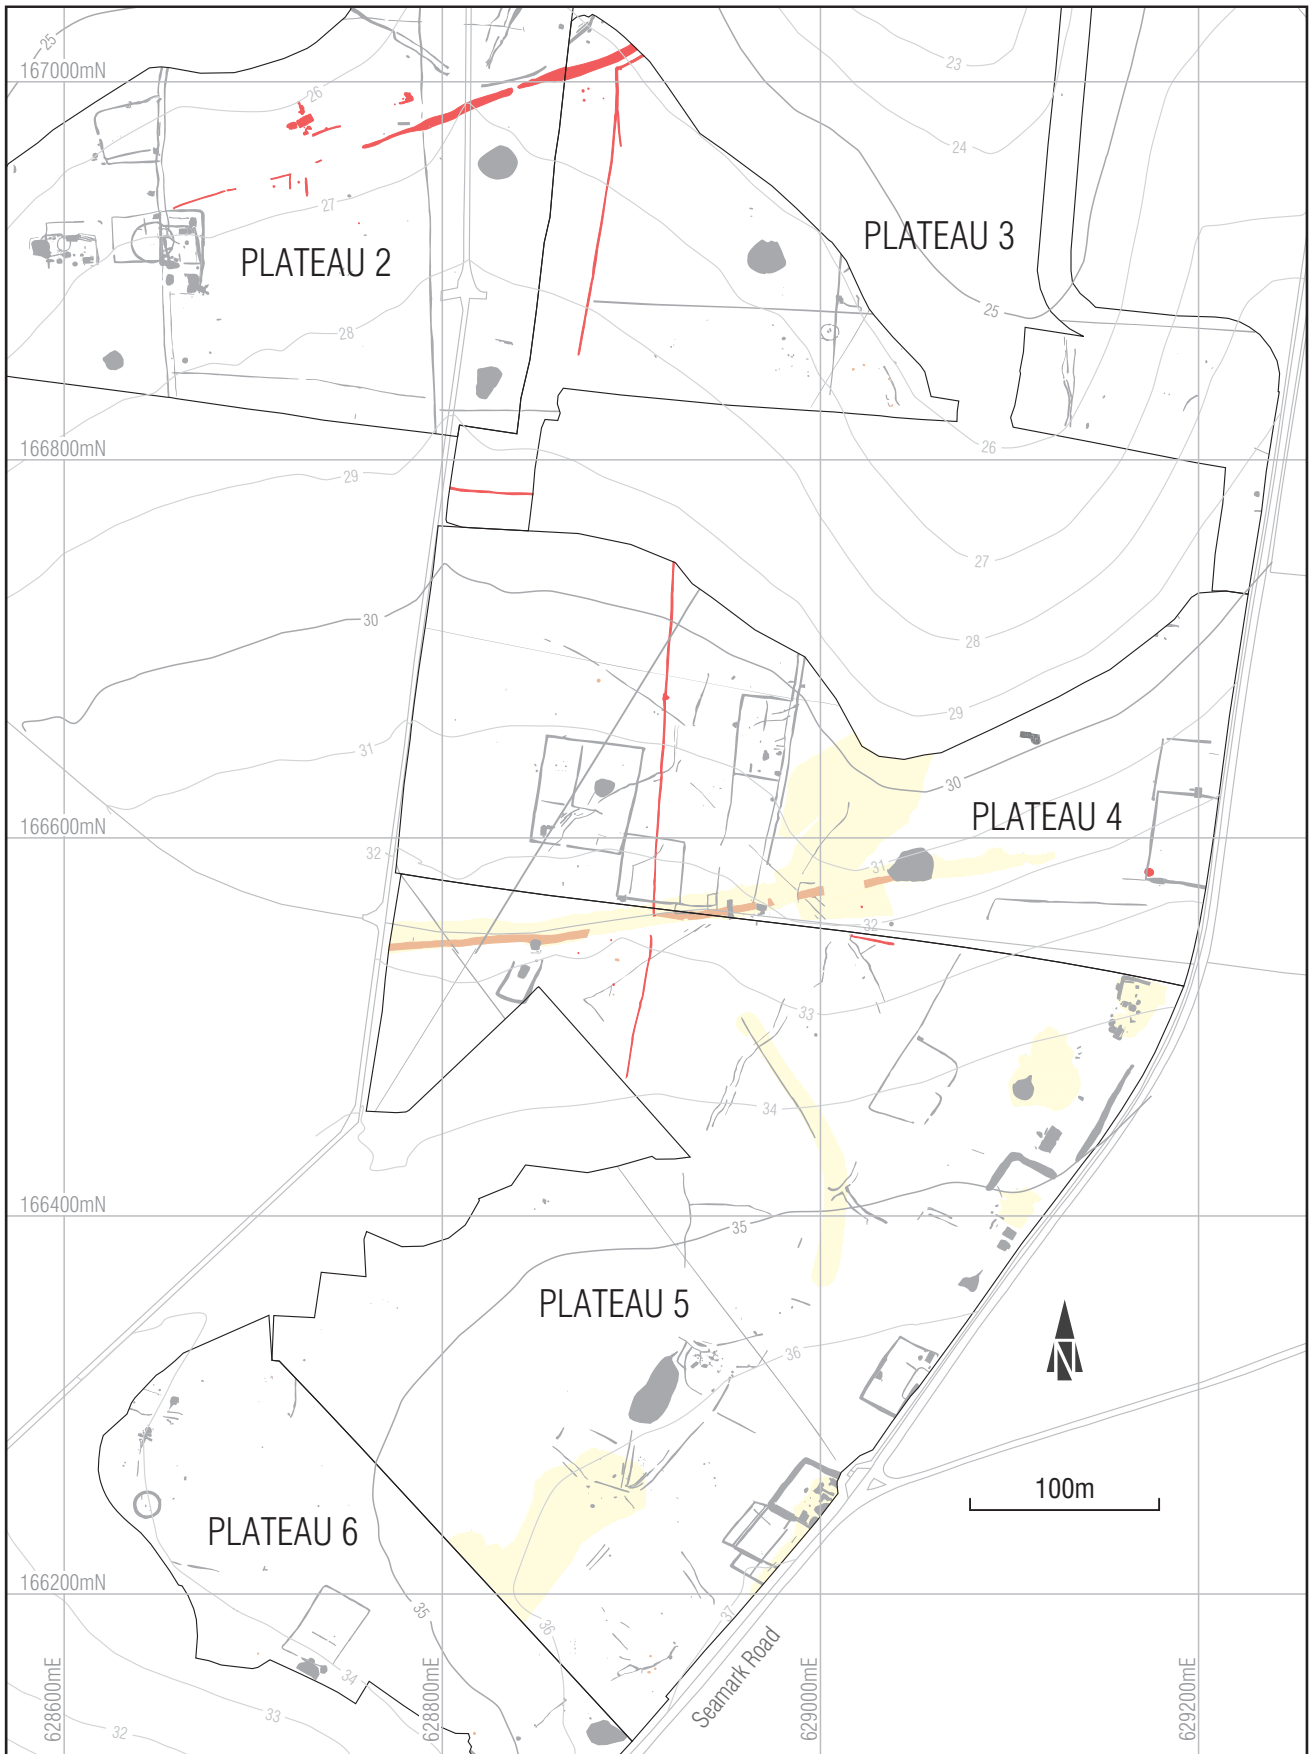 25
23
167000mN
26
24
27
PLATEAU 2
PLATEAU 3
25
28
26
166800mN
29
27
30
28
29
31
30
PLATEAU 4
166600mN
32
31
32
33
34
166400mN
35
PLATEAU 5
36
N
100m
PLATEAU 6
166200mN
35
36
37
34
33
32
Seamark Road
628600mE
628800mE
629000mE
629200mE